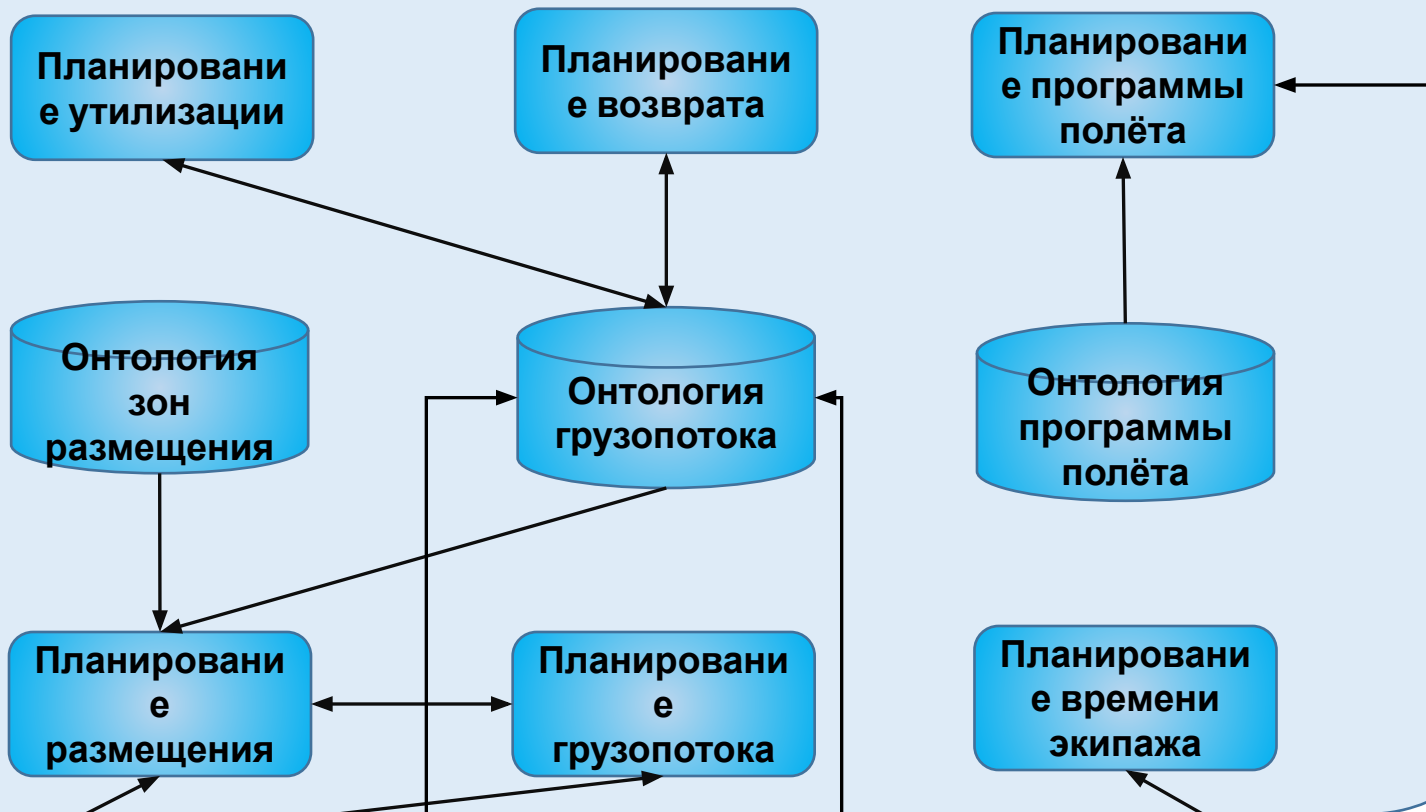 Планировани
е утилизации
Планировани
е возврата
Планировани
е программы
полёта
Онтология
зон
размещения
Онтология
грузопотока
Онтология
программы
полёта
Планировани
е
размещения
Планировани
е
грузопотока
Планировани
е времени
экипажа